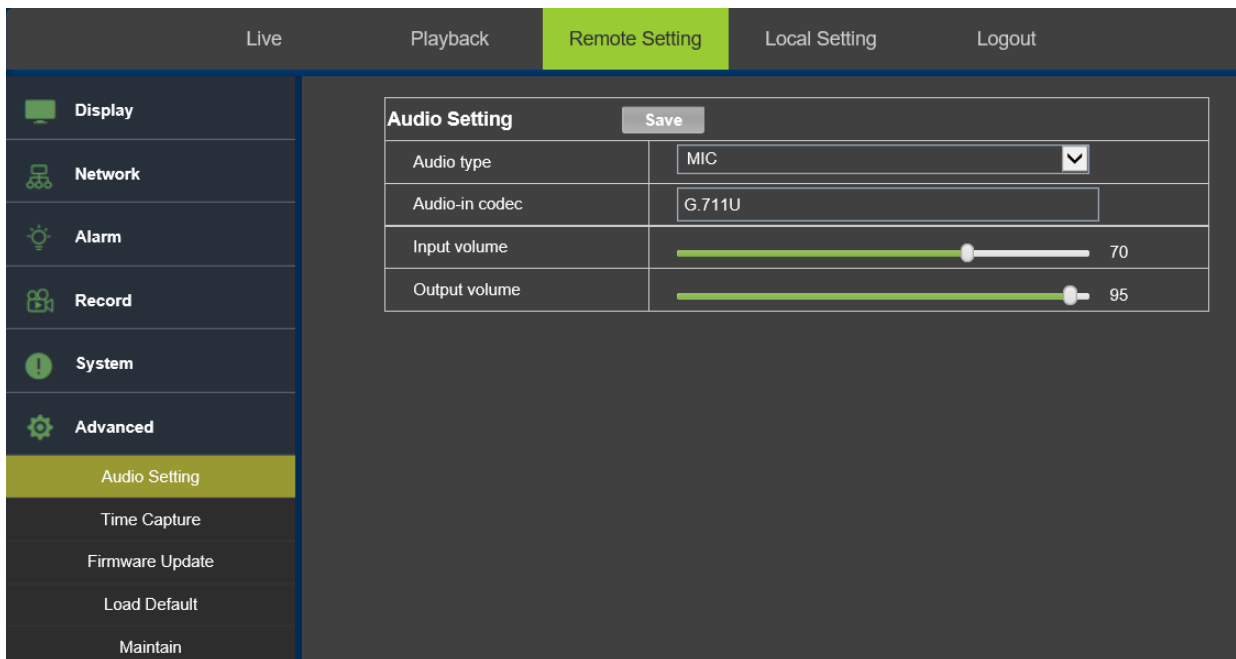 Live Playback Remote Setting Local Setting Logout
Display
Network
Alarm
Record
System
Advanced
Audio Setting
Time Capture
Firmware Update
Load Default
Maintain
Audio Setting Save
Audio type MIC
Audio-in codec G.711U
Input volume 70
Output volume 95